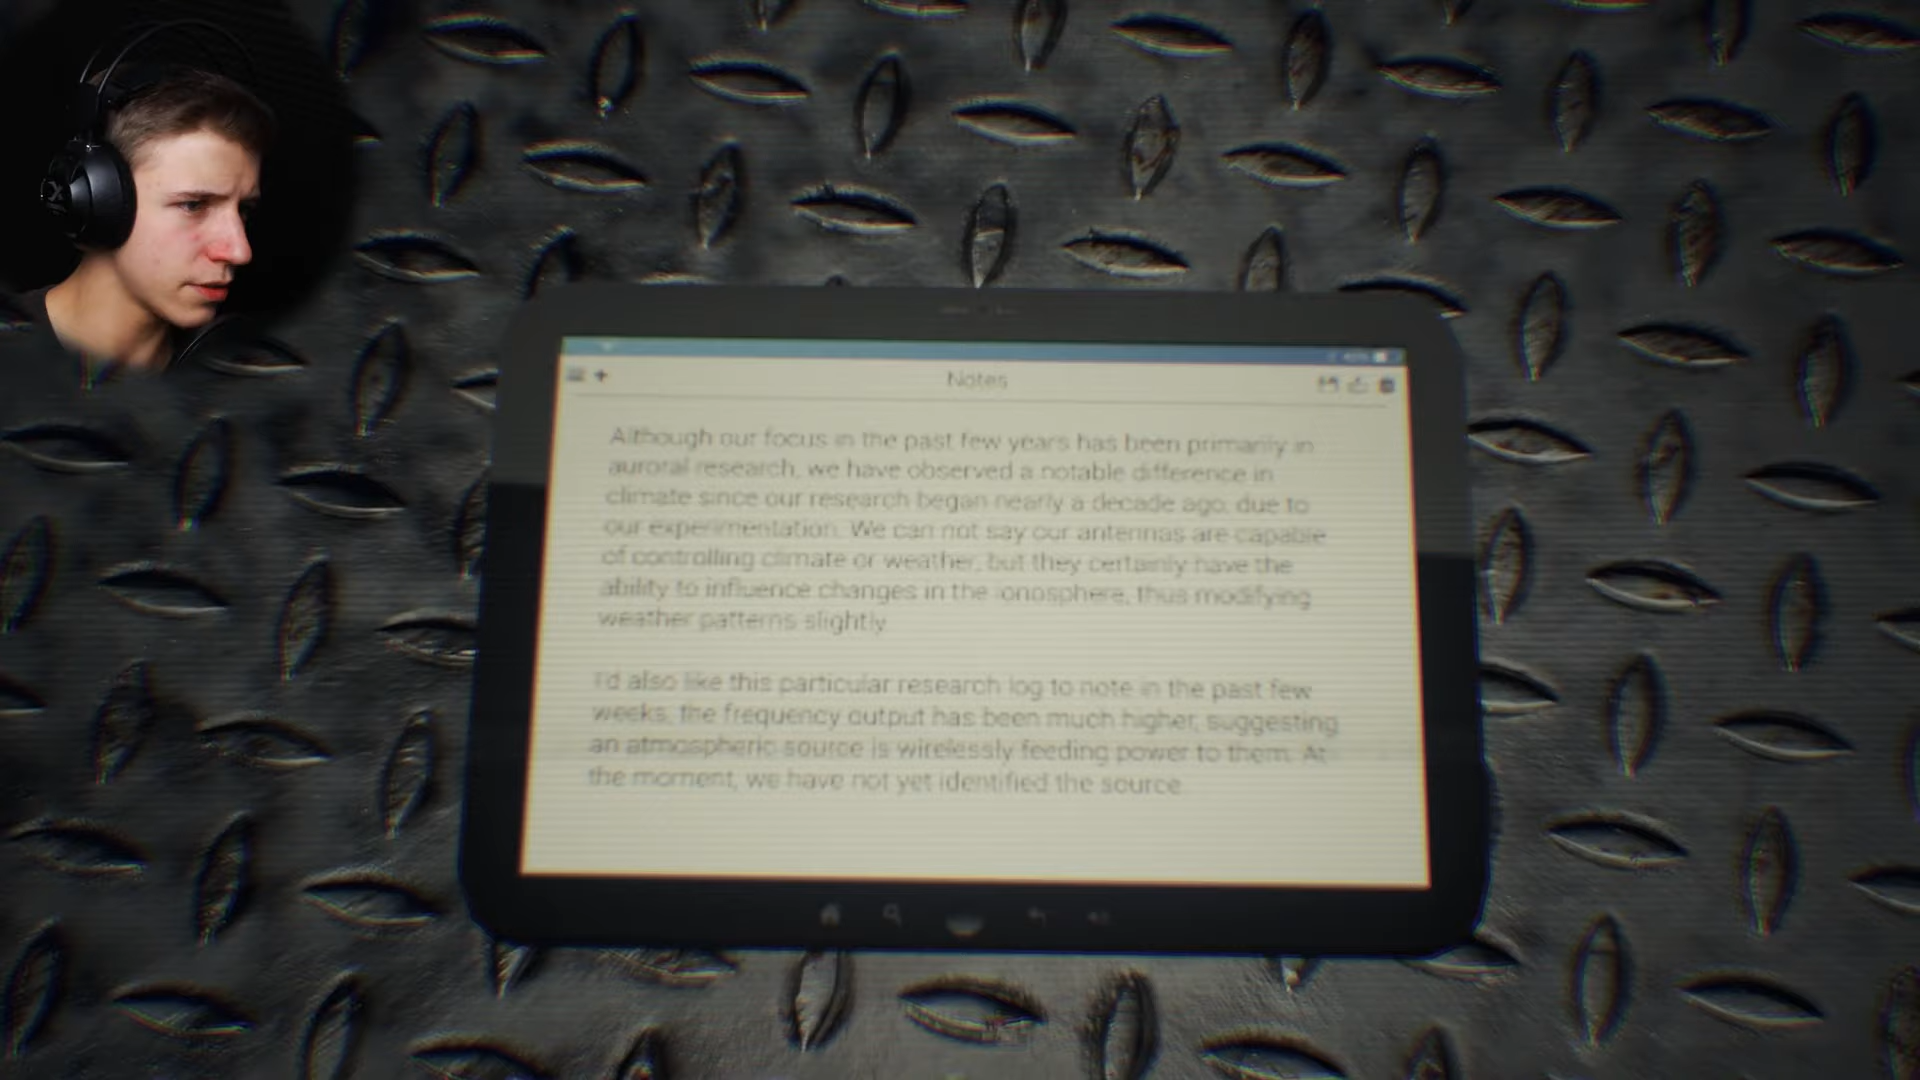 Notes
Although our focus in the past few years has been primarily in
auroral research, we have observed a notable difference in
climate since our research began nearly a decade ago, due to
our experimentation. We can not say our antennas are capable
of controlling climate or weather, but they certainly have the
ability to influence changes in the ionosphere, thus modifying
weather patterns slightly
I'd also like this particular research log to note in the past few
weeks, the frequency output has been much higher, suggesting
an atmospheric source is wirelessly feeding power to them. At
the moment, we have not yet identified the source